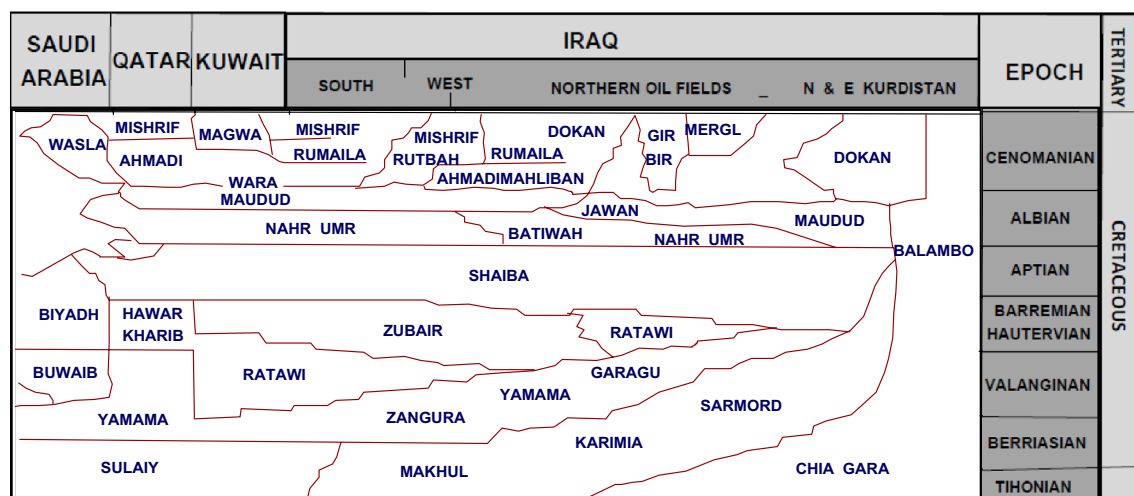 SAUDI ARABIA
QATAR
KUWAIT
IRAQ
EPOCH
TERTIARY
SOUTH
WEST
NORTHERN OIL FIELDS
_
N & E KURDISTAN
WASLA
MISHRIF
MAGWA
MISHRIF
MISHRIF
DOKAN
GIR
BIR
MERGL
DOKAN
CENOMANIAN
AHMADI
RUMAILA
RUTBAH
RUMAILA
WARA
AHMADIMAHLIBAN
MAUDUD
JAWAN
MAUDUD
ALBIAN
NAHR UMR
BATIWAH
NAHR UMR
BALAMBO
CRETACEOUS
SHAIBA
APTIAN
BIYADH
HAWAR
KHARIB
ZUBAIR
RATAWI
BARREMIAN
HAUTERVIAN
BUWAIB
RATAWI
GARAGU
VALANGINAN
YAMAMA
YAMAMA
ZANGURA
SARMORD
KARIMIA
BERRIASIAN
SULAIY
MAKHUL
CHIA GARA
TIHONIAN